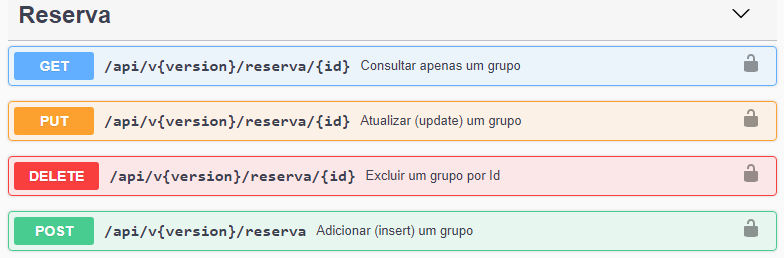 Reserva
GET /api/v{version}/reserva/{id} Consultar apenas um grupo
PUT /api/v{version}/reserva/{id} Atualizar (update) um grupo
DELETE /api/v{version}/reserva/{id} Excluir um grupo por Id
POST /api/v{version}/reserva Adicionar (insert) um grupo